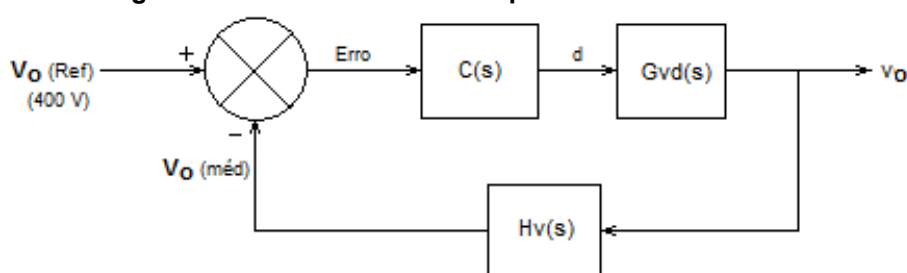 +
Erro
d
C(s)
Gvd(s)
Vo (Ref)
(400 V)
vo
−
Vo (méd)
Hv(s)